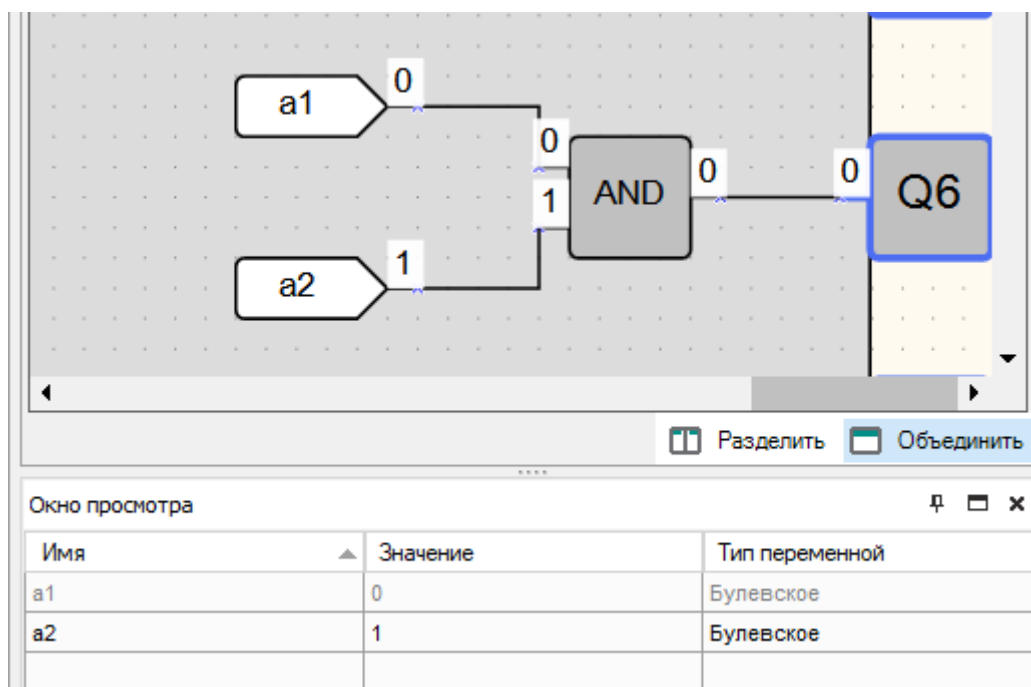 a1
0
0
1
AND
0
0
Q6
a2
1
Разделить Объединить
Окно просмотра
Имя Значение Тип переменной
a1 0 Булевское
a2 1 Булевское